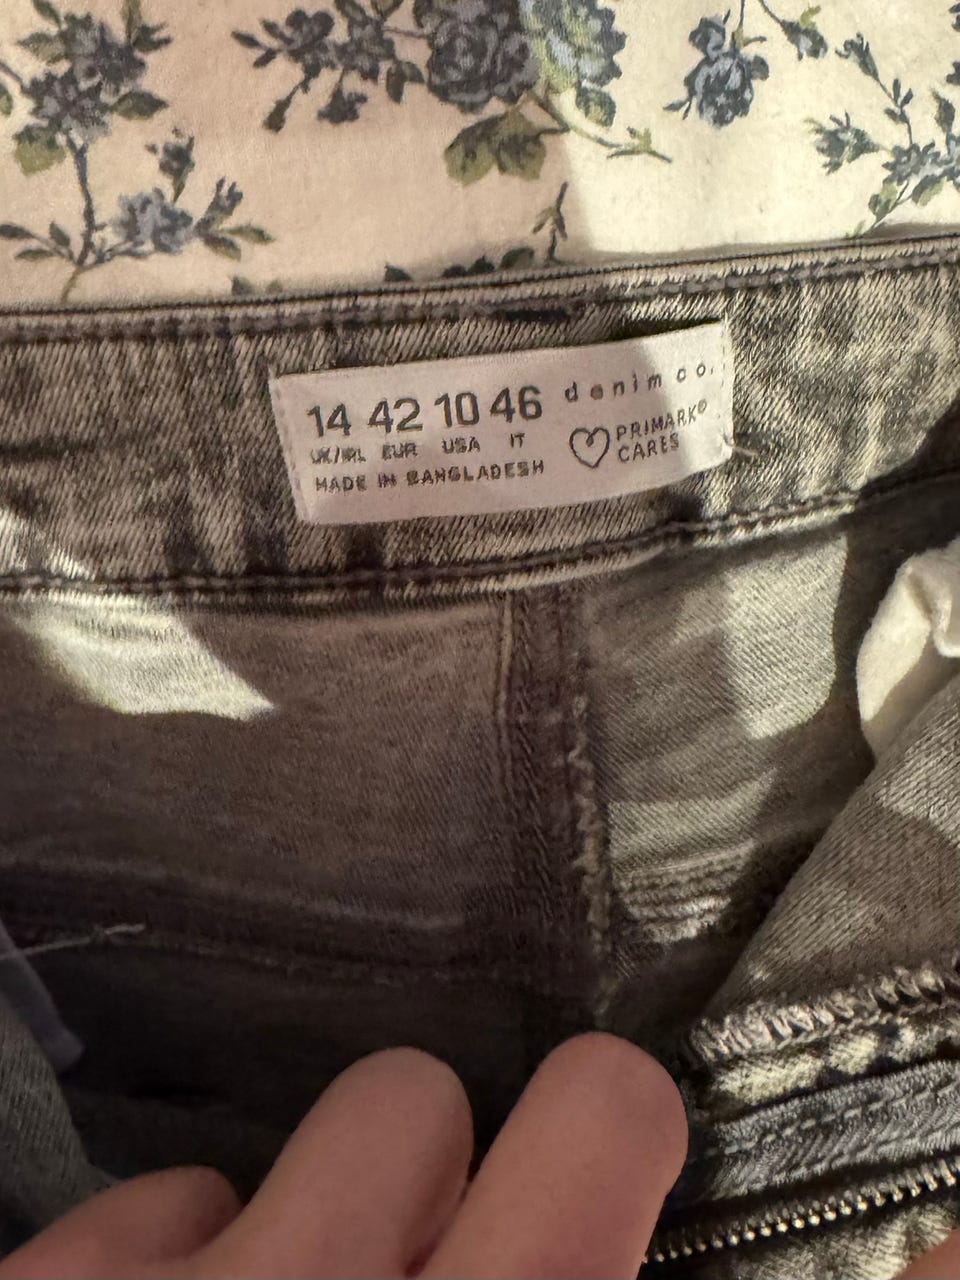 14 42 10 46
UK/IRL EUR USA IT
MADE IN BANGLADESH
denim co.
PRIMARK®
CARES